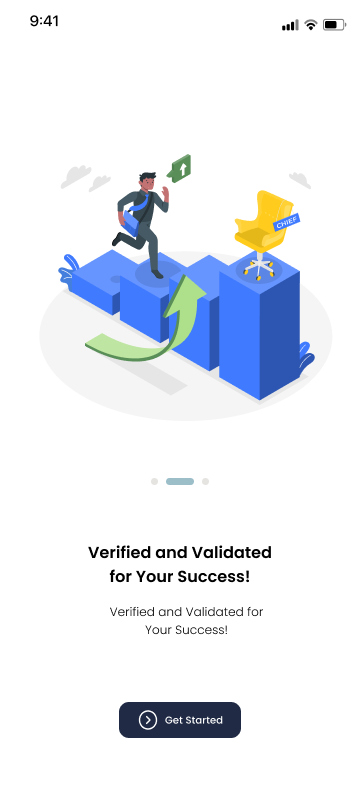 9:41
CHIEF
Verified and Validated
for Your Success!
Verified and Validated for
Your Success!
Get Started